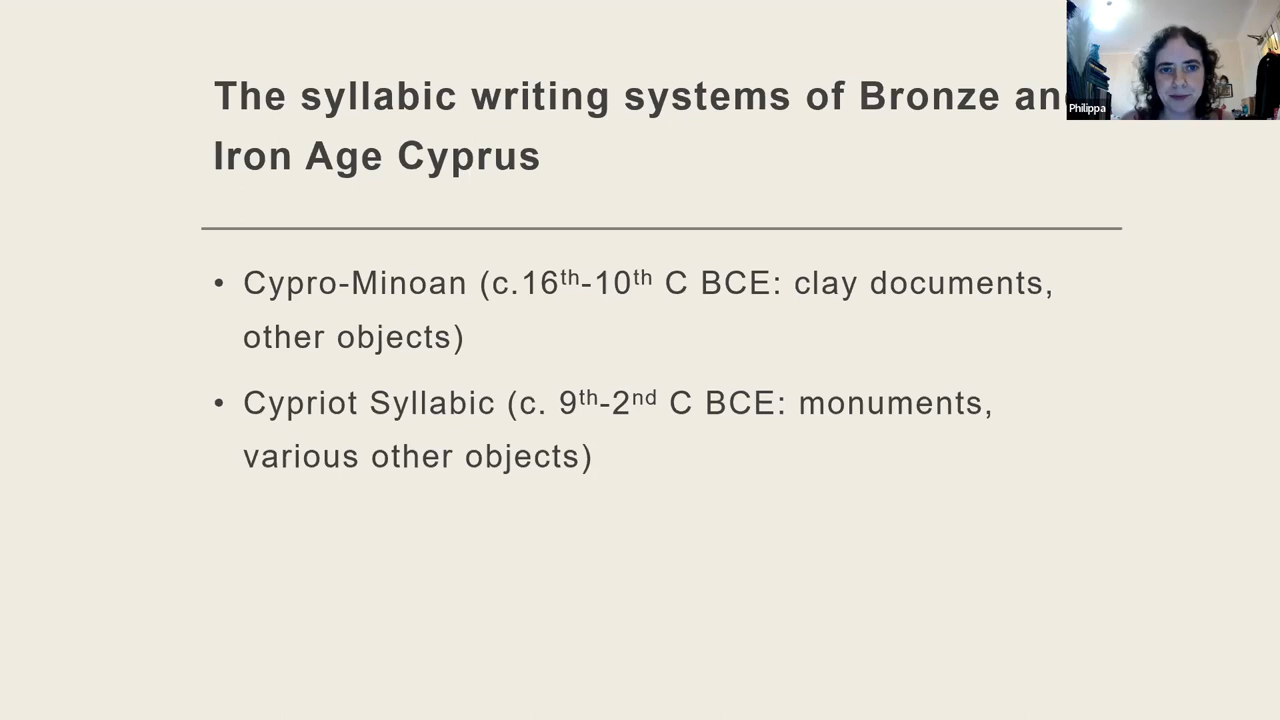 The syllabic writing systems of Bronze an
Iron Age Cyprus
• Cypro-Minoan (c.16th-10th C BCE: clay documents,
other objects)
• Cypriot Syllabic (c. 9th-2nd C BCE: monuments,
various other objects)
Philippa